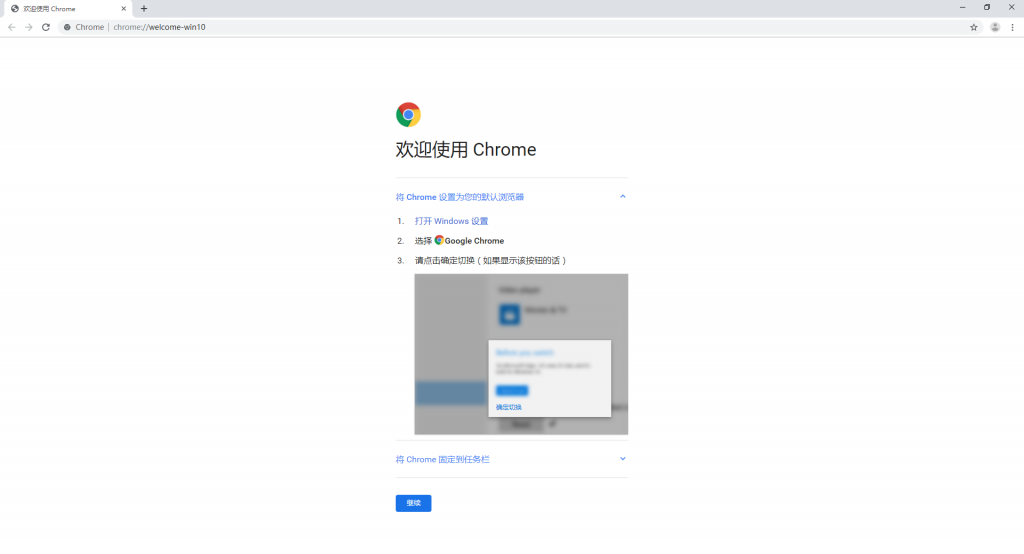 欢迎使用 Chrome
Chrome | chrome://welcome-win10
欢迎使用 Chrome
将 Chrome 设置为您的默认浏览器
1. 打开 Windows 设置
2. 选择 Google Chrome
3. 请点击确定切换（如果显示该按钮的话）
Video player
Movies & TV
Before you switch
确定切换
将 Chrome 固定到任务栏
继续